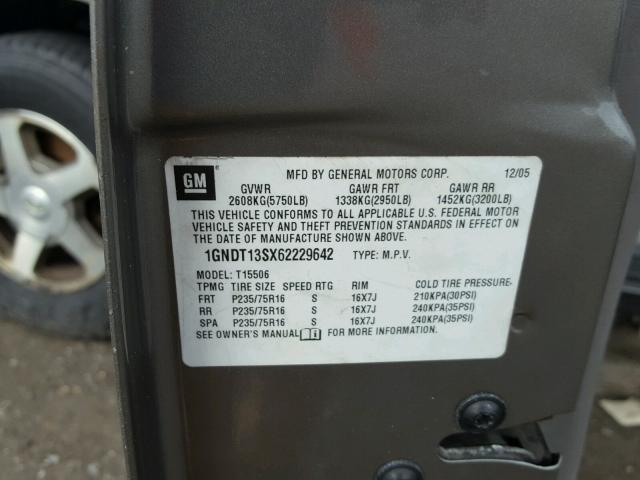 GM
MFD BY GENERAL MOTORS CORP. 12/05
GVWR GAWR FRT GAWR RR
2608KG(5750LB) 1338KG(2950LB) 1452KG(3200LB)
THIS VEHICLE CONFORMS TO ALL APPLICABLE U.S. FEDERAL MOTOR
VEHICLE SAFETY AND THEFT PREVENTION STANDARDS IN EFFECT ON
THE DATE OF MANUFACTURE SHOWN ABOVE.
1GNDT13SX62229642 TYPE: M.P.V.
MODEL: T15506
TPMG TIRE SIZE SPEED RTG RIM COLD TIRE PRESSURE
FRT P235/75R16 S 16X7J 210KPA(30PSI)
RR P235/75R16 S 16X7J 240KPA(35PSI)
SPA P235/75R16 S 16X7J 240KPA(35PSI)
SEE OWNER'S MANUAL FOR MORE INFORMATION.